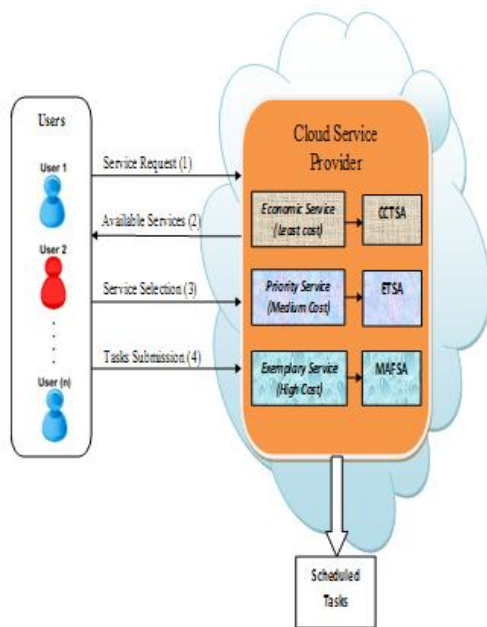 Users
User 1
User 2
User (n)
Service Request (1)
Available Services (2)
Service Selection (3)
Tasks Submission (4)
Cloud Service
Provider
Economic Service
(Least cost)
CCTSA
Priority Service
(Medium Cost)
ETSA
Exemplary Service
(High Cost)
MAFSA
Scheduled
Tasks